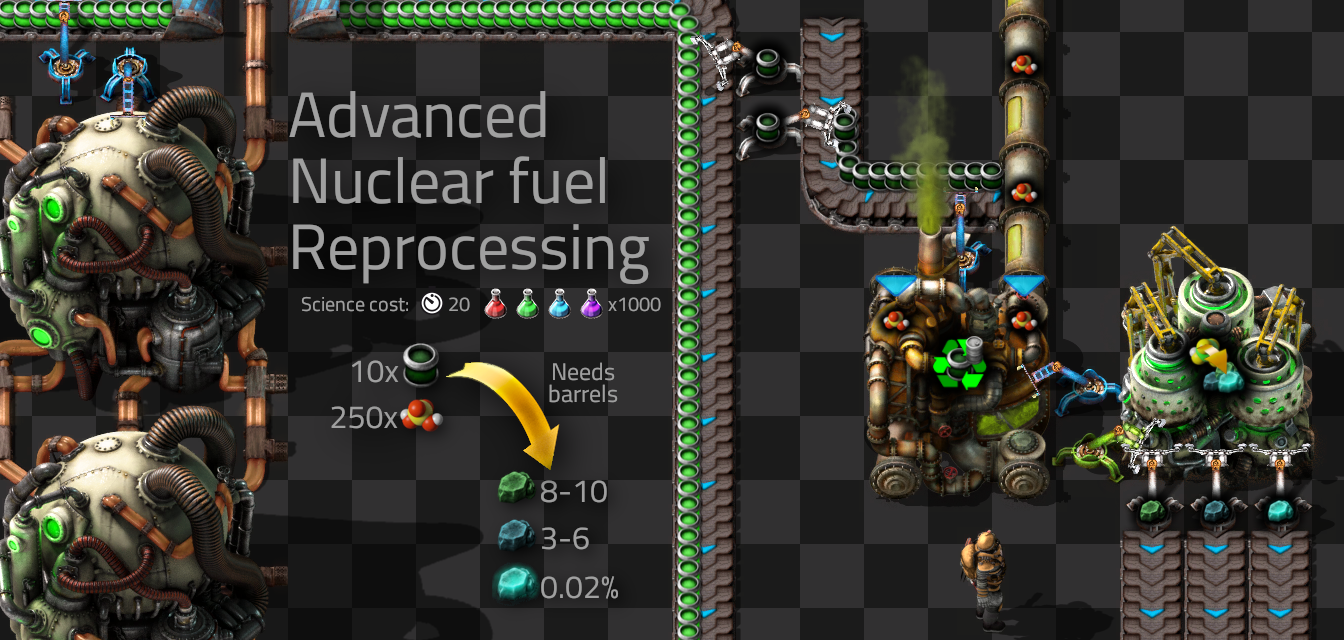 Advanced
Nuclear fuel
Reprocessing
Science cost: 20 x1000
10x
Needs
barrels
250x
8-10
3-6
0.02%